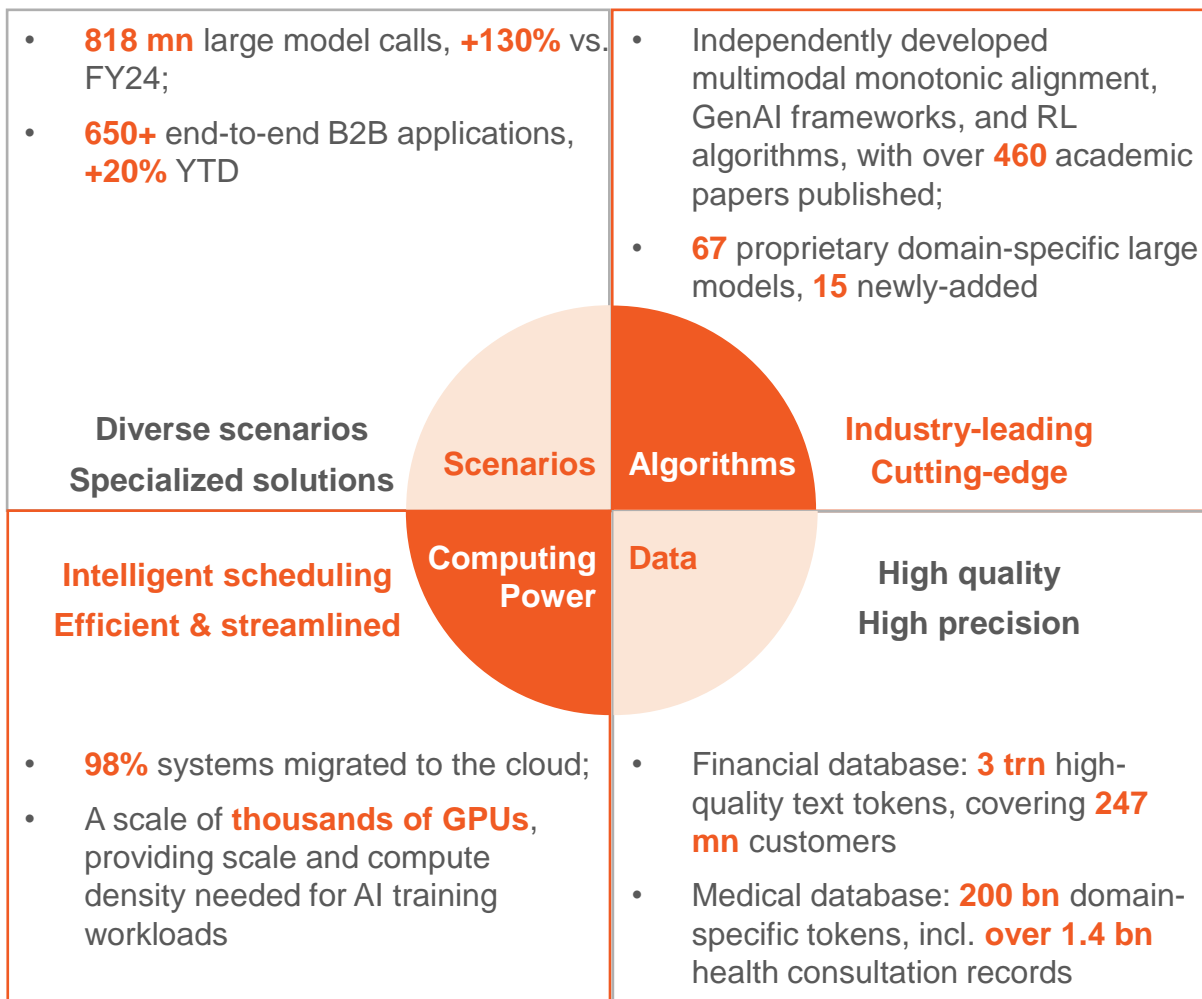 • 818 mn large model calls, +130% vs.
FY24;
• 650+ end-to-end B2B applications,
+20% YTD
Diverse scenarios
Specialized solutions
Scenarios
• Independently developed
multimodal monotonic alignment,
GenAI frameworks, and RL
algorithms, with over 460 academic
papers published;
• 67 proprietary domain-specific large
models, 15 newly-added
Algorithms
Industry-leading
Cutting-edge
Intelligent scheduling
Efficient & streamlined
Computing
Power
• 98% systems migrated to the cloud;
• A scale of thousands of GPUs,
providing scale and compute
density needed for AI training
workloads
Data
High quality
High precision
• Financial database: 3 trn high-
quality text tokens, covering 247
mn customers
• Medical database: 200 bn domain-
specific tokens, incl. over 1.4 bn
health consultation records